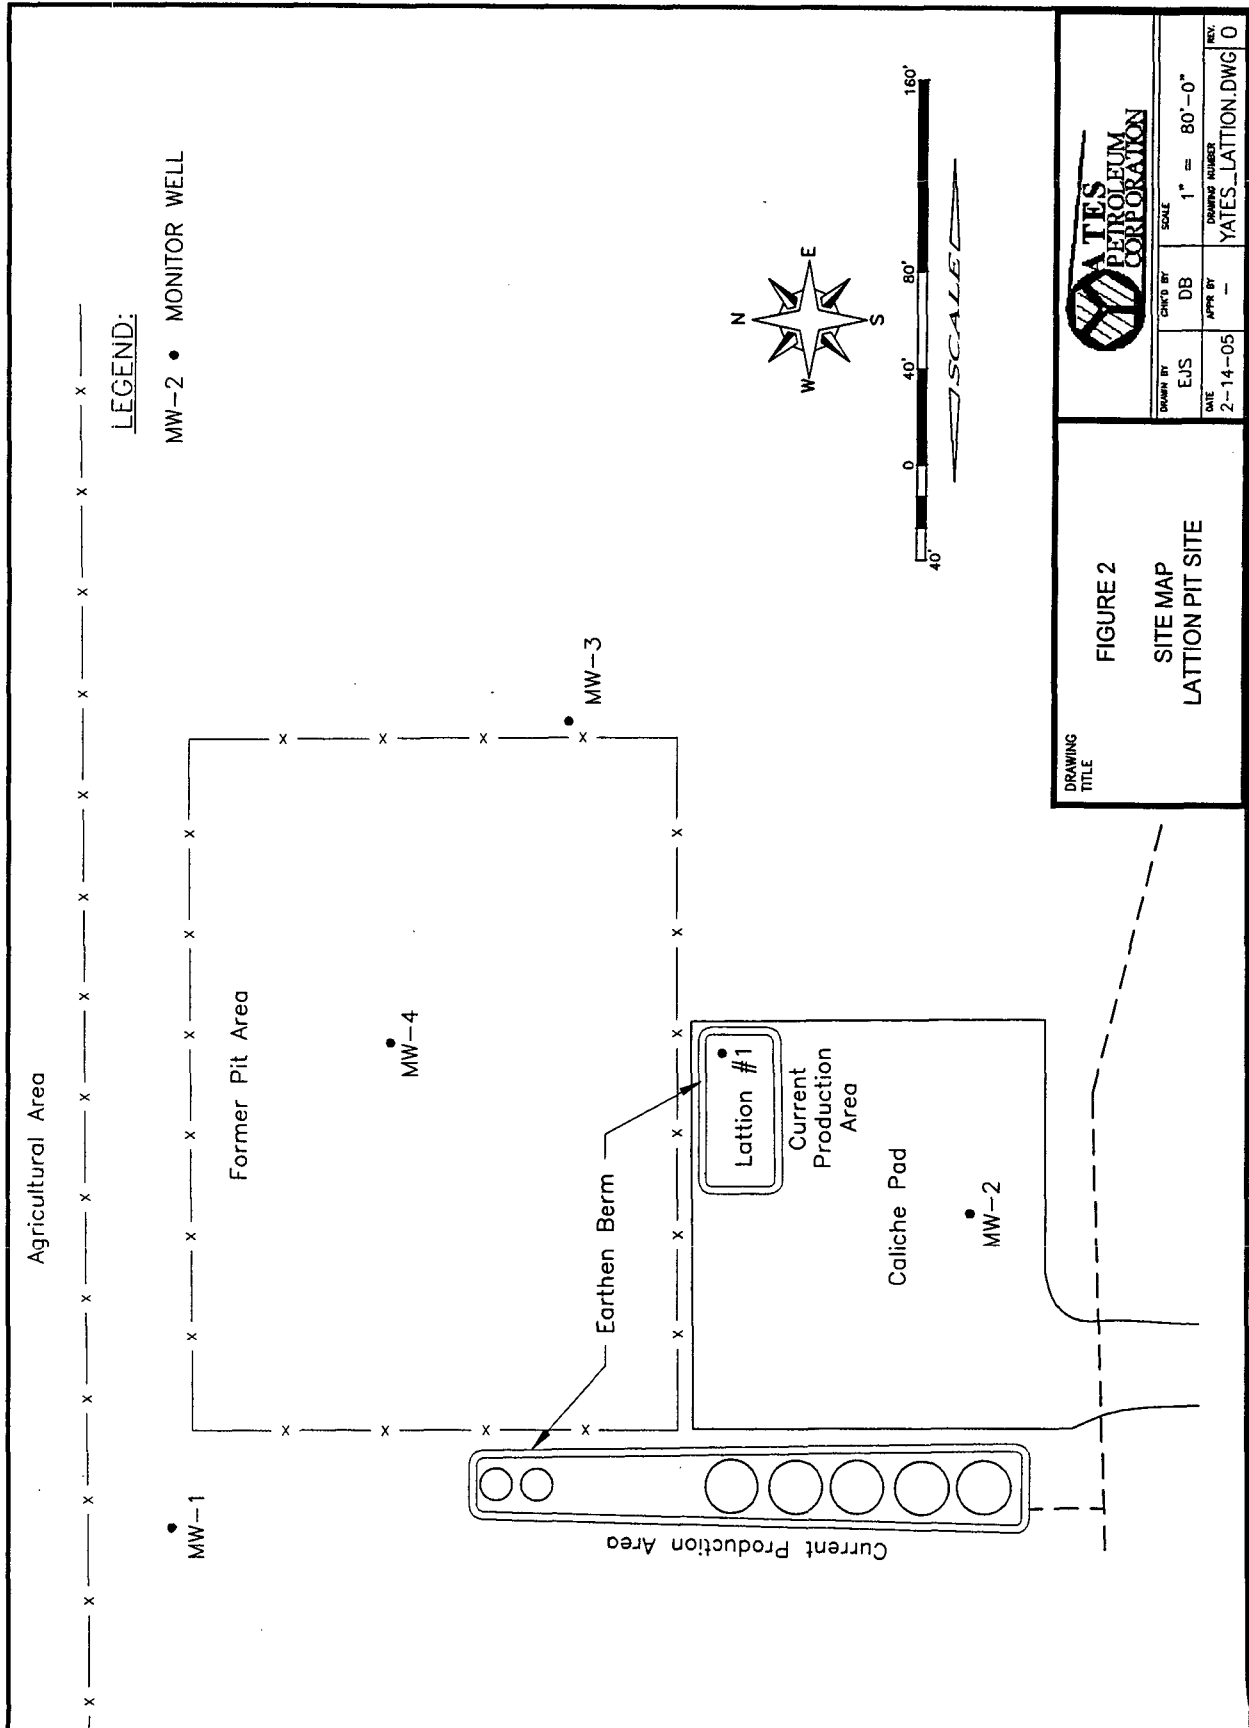 Agricultural Area
LEGEND:
MW-2 • MONITOR WELL
MW-1
Former Pit Area
MW-4
MW-3
Earthen Berm
Lattion #1
Current
Production
Area
Current Production Area
Caliche Pad
MW-2
N
W
E
S
40'
0
40'
80'
160'
SCALE
DRAWING
TITLE
FIGURE 2
SITE MAP
LATTION PIT SITE
YATES
PETROLEUM
CORPORATION
DRAWN BY
EJS
CHK'D BY
DB
SCALE
1" = 80'-0"
DATE
2-14-05
APPR BY
—
DRAWING NUMBER
YATES_LATTION.DWG
REV.
0